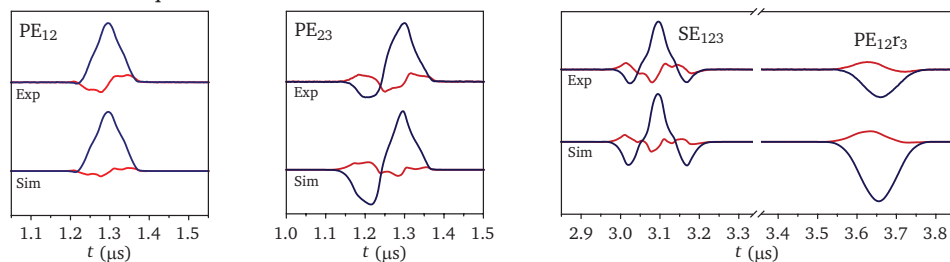 PE12
Exp
Sim
1.1 1.2 1.3 1.4 1.5
t (μs)
PE23
Exp
Sim
1.0 1.1 1.2 1.3 1.4 1.5
t (μs)
SE123
PE12r3
Exp
Sim
2.9 3.0 3.1 3.2 3.3 3.5 3.6 3.7 3.8
t (μs)